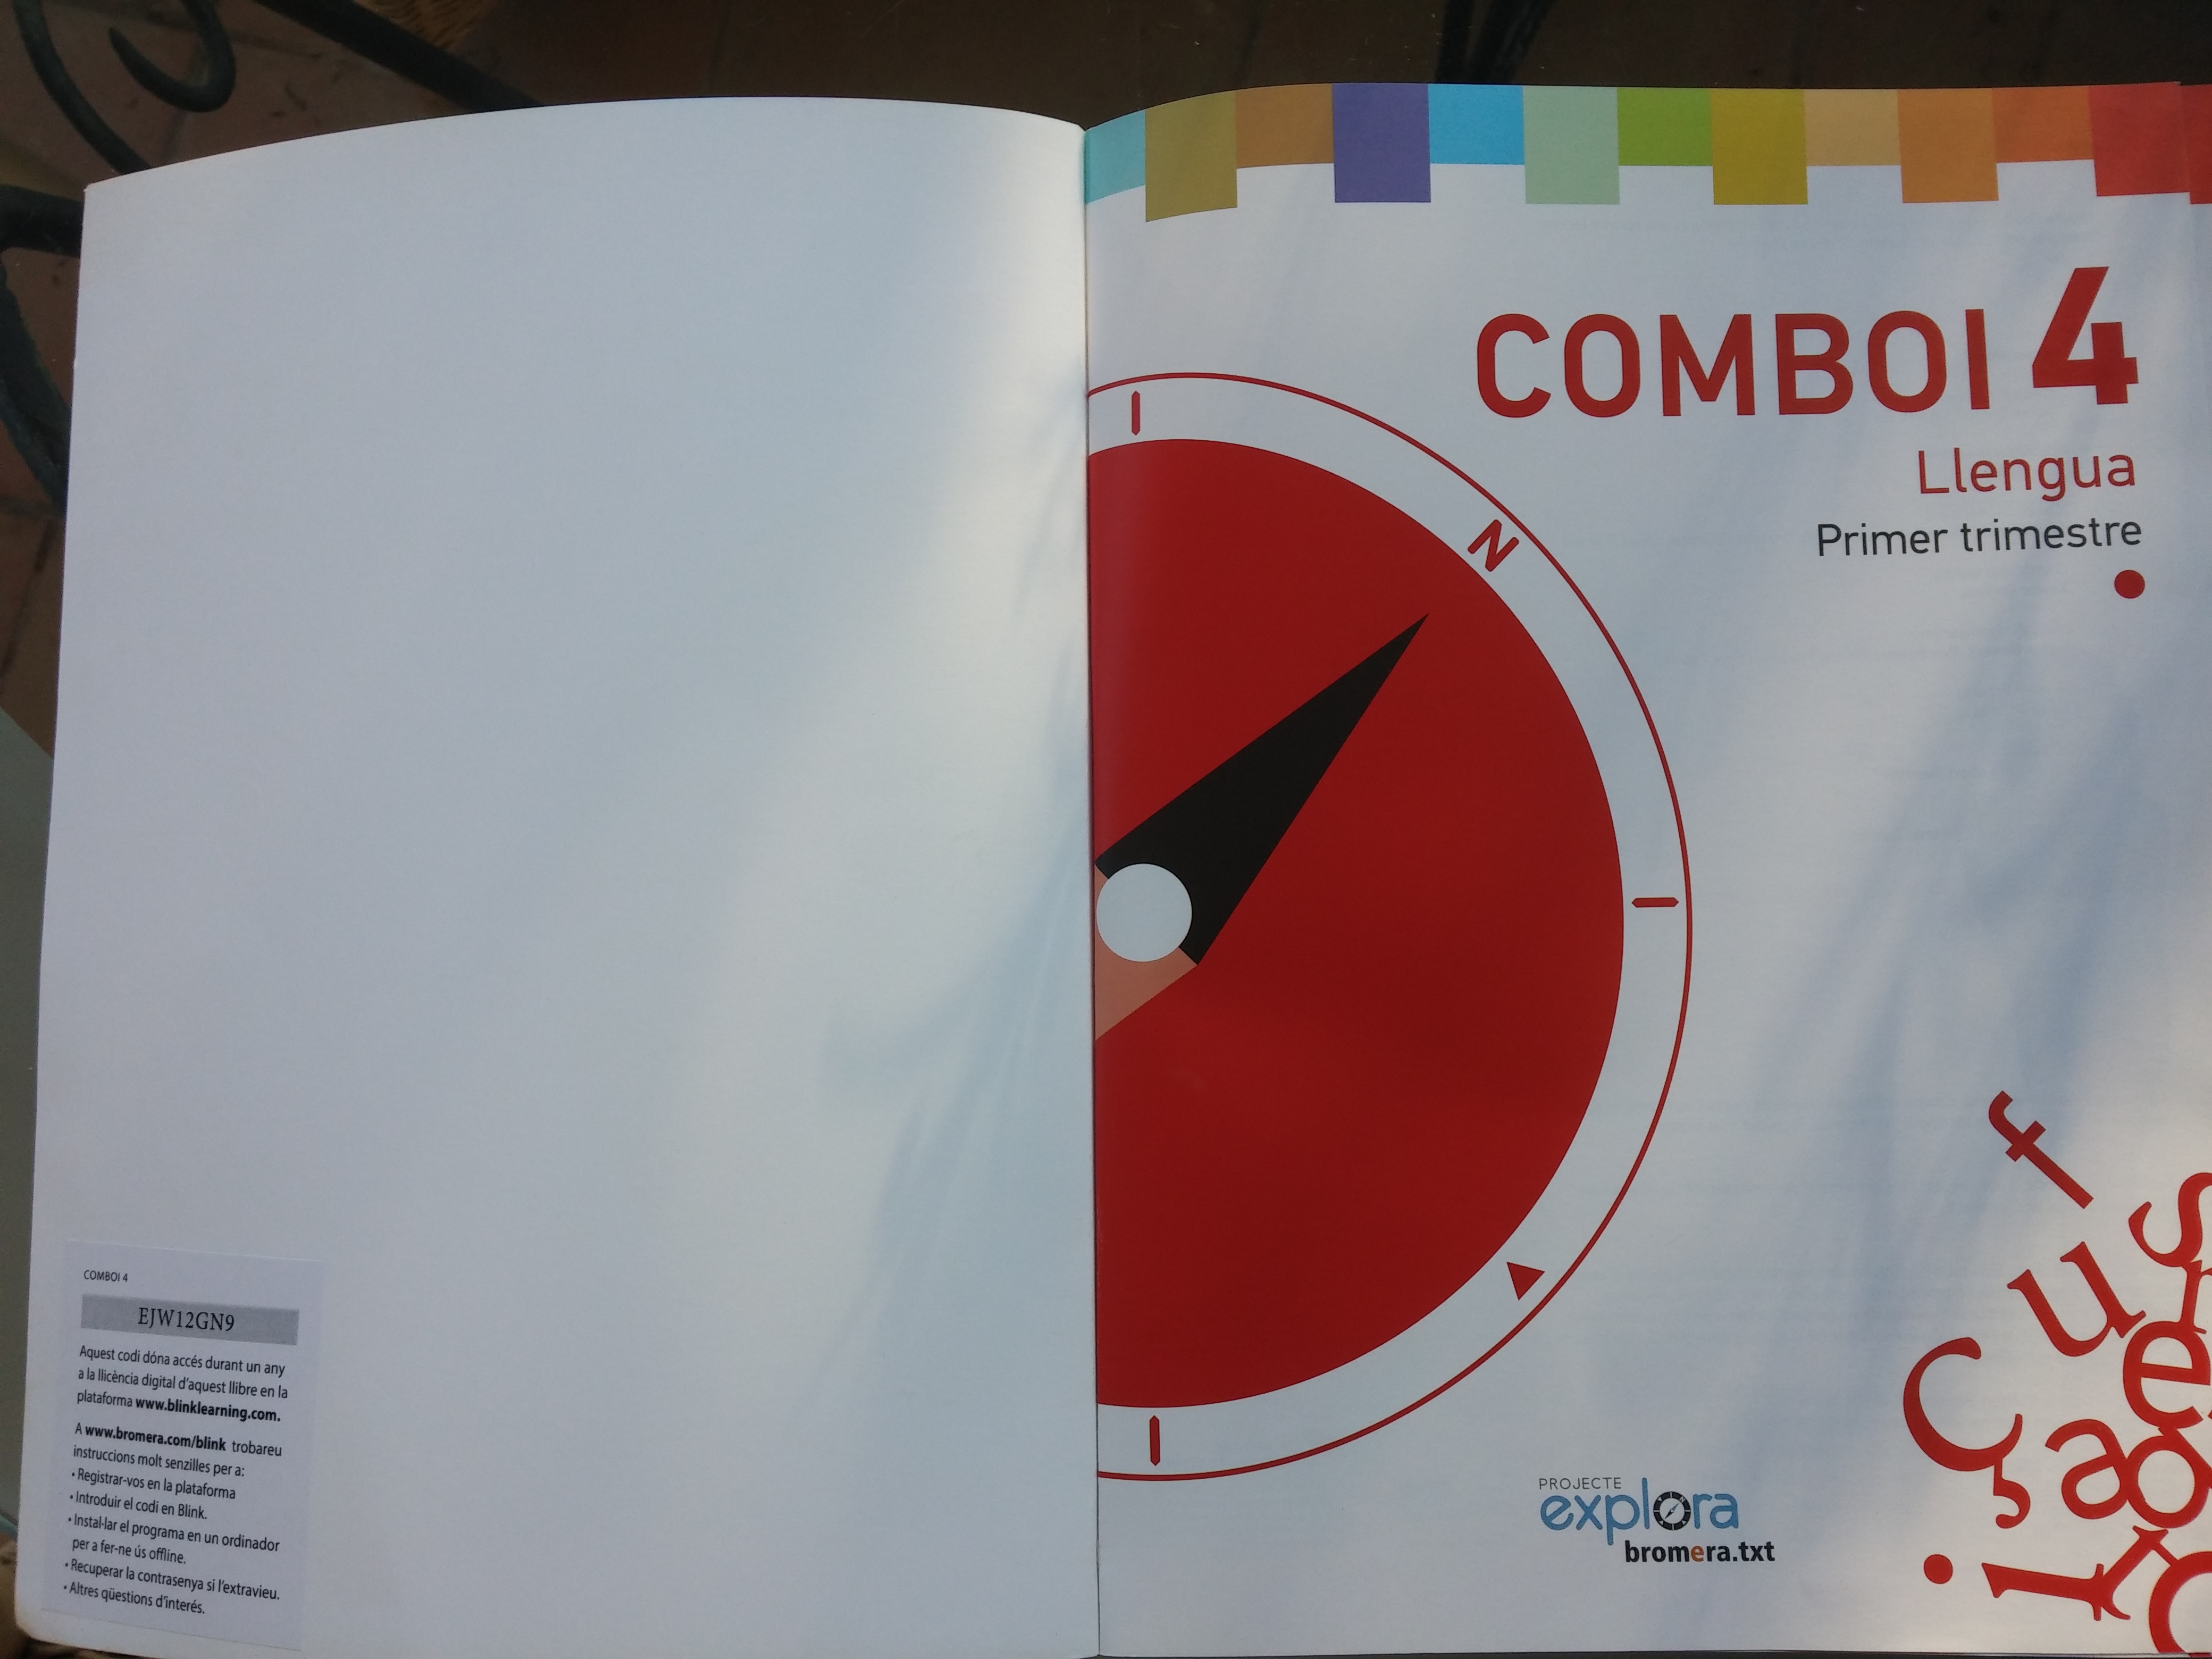 COMBOI 4
EJW12GN9
Aquest codi dóna accés durant un any
a la llicència digital d'aquest llibre en la
plataforma www.blinklearning.com.
A www.bromera.com/blink trobareu
instruccions molt senzilles per a:
• Registrar-vos en la plataforma
• Introduir el codi en Blink.
• Instal·lar el programa en un ordinador
per a fer-ne ús offline.
• Recuperar la contrasenya si l'extravieu.
• Altres qüestions d'interés.
COMBOI 4
Llengua
Primer trimestre
N
PROJECTE
explora
bromera.txt
f
s
u
e
ç
a